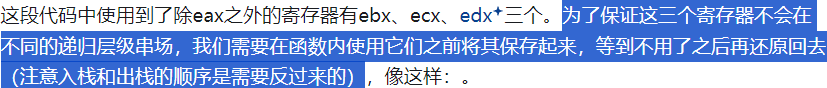 这段代码中使用到了除eax之外的寄存器有ebx、ecx、edx三个。为了保证这三个寄存器不会在
不同的递归层级串场，我们需要在函数内使用它们之前将其保存起来，等到不用了之后再还原回去
（注意入栈和出栈的顺序是需要反过来的），像这样：。